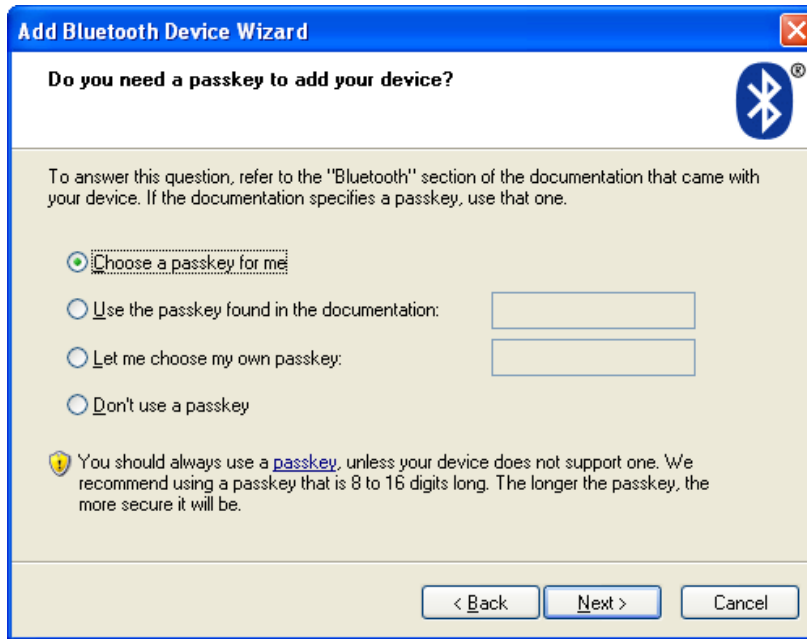 Add Bluetooth Device Wizard
Do you need a passkey to add your device?
®
To answer this question, refer to the "Bluetooth" section of the documentation that came with
your device. If the documentation specifies a passkey, use that one.
Choose a passkey for me
Use the passkey found in the documentation:
Let me choose my own passkey:
Don't use a passkey
You should always use a passkey, unless your device does not support one. We
recommend using a passkey that is 8 to 16 digits long. The longer the passkey, the
more secure it will be.
< Back Next > Cancel